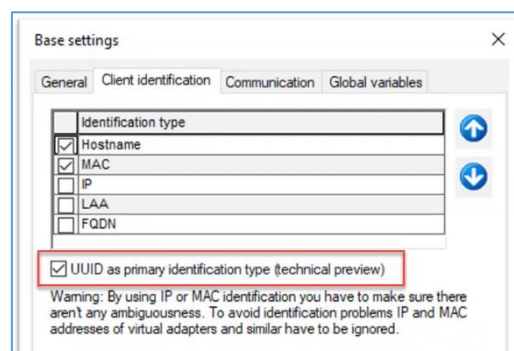 Base settings
General Client identification Communication Global variables
Identification type
Hostname
MAC
IP
LAA
FQDN
UUID as primary identification type (technical preview)
Warning: By using IP or MAC identification you have to make sure there
aren't any ambiguousness. To avoid identification problems IP and MAC
addresses of virtual adapters and similar have to be ignored.